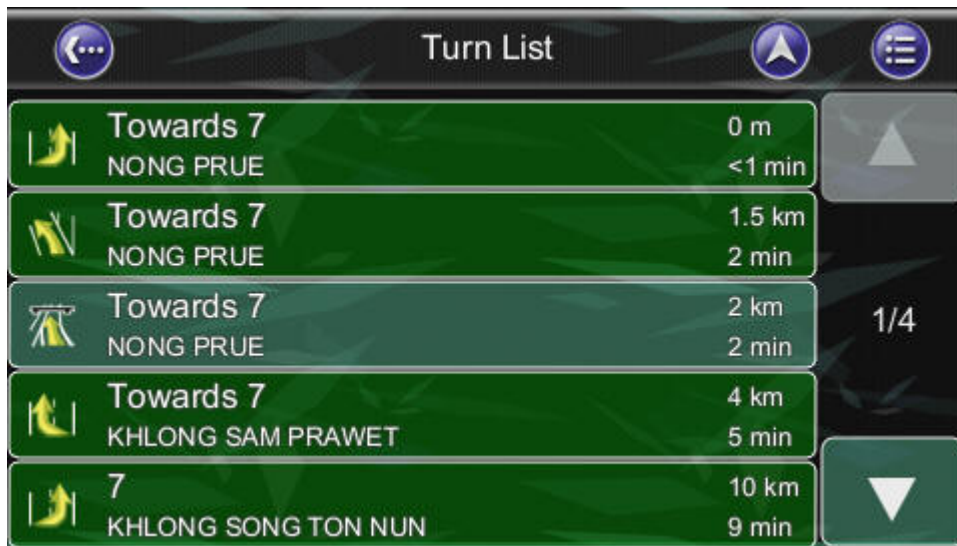 Turn List
Towards 7
0 m
NONG PRUE
<1 min
Towards 7
1.5 km
NONG PRUE
2 min
Towards 7
2 km
NONG PRUE
2 min
1/4
Towards 7
4 km
KHLONG SAM PRAWET
5 min
7
10 km
KHLONG SONG TON NUN
9 min